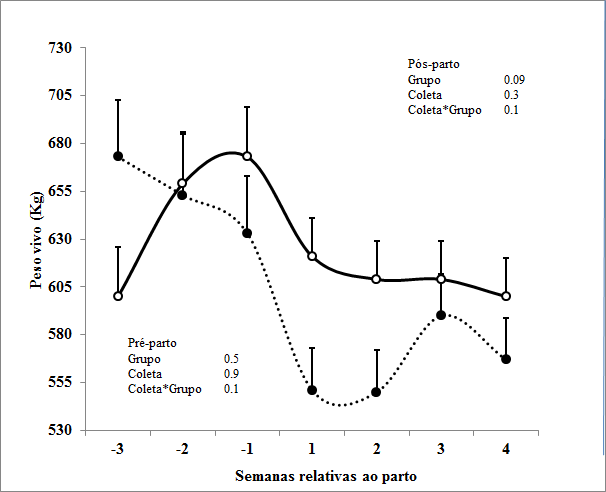 730
705
680
655
630
605
580
555
530
Peso vivo (Kg)
Pós-parto
Grupo 0.09
Coleta 0.3
Coleta*Grupo 0.1
Pré-parto
Grupo 0.5
Coleta 0.9
Coleta*Grupo 0.1
-3 -2 -1 1 2 3 4
Semanas relativas ao parto